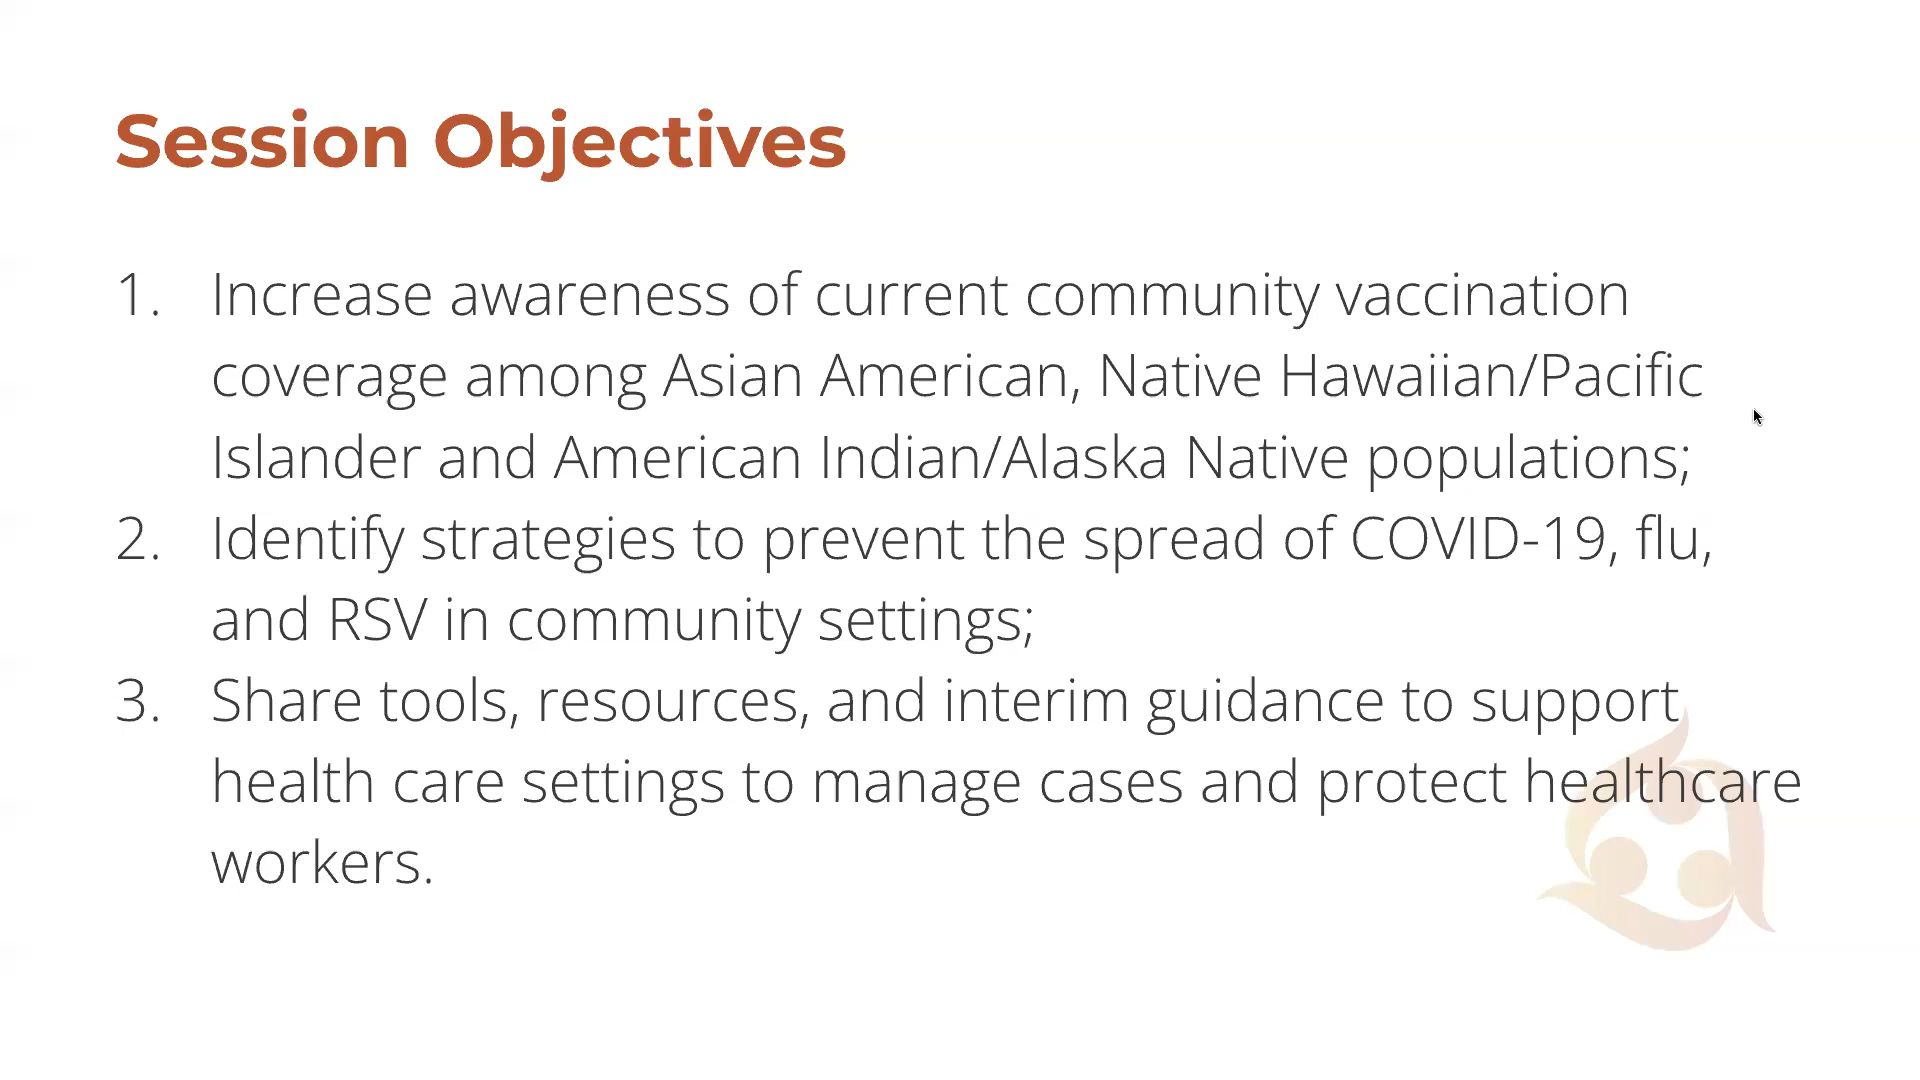 Session Objectives
1. Increase awareness of current community vaccination
coverage among Asian American, Native Hawaiian/Pacific
Islander and American Indian/Alaska Native populations;
2. Identify strategies to prevent the spread of COVID-19, flu,
and RSV in community settings;
3. Share tools, resources, and interim guidance to support
health care settings to manage cases and protect healthcare
workers.